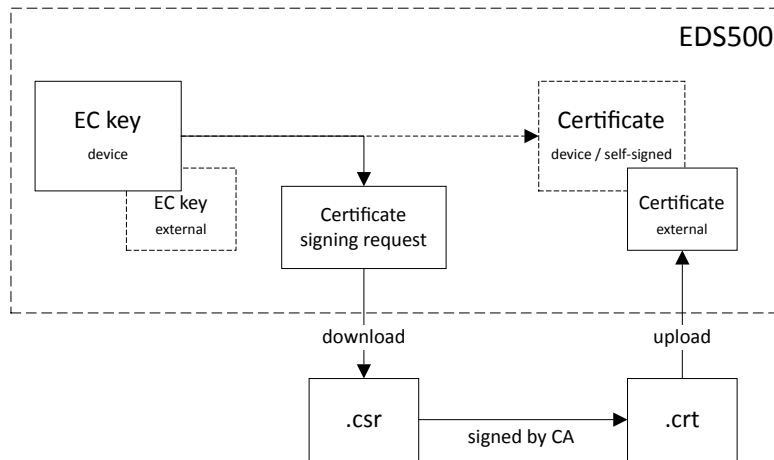 EDS500
EC key
device
EC key
external
Certificate
signing request
Certificate
device / self-signed
Certificate
external
download
upload
.csr
signed by CA
.crt